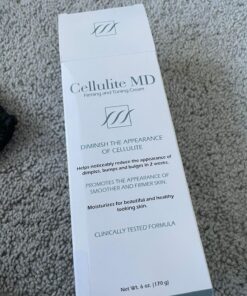 Cellulite MD
Firming and Toning Cream
DIMINISH THE APPEARANCE
OF CELLULITE
Helps noticeably reduce the appearance of
dimples, bumps and bulges in 2 weeks.
PROMOTES THE APPEARANCE OF
SMOOTHER AND FIRMER SKIN.
Moisturizes for beautiful and healthy
looking skin.
CLINICALLY TESTED FORMULA
Net Wt. 6 oz. (170 g)